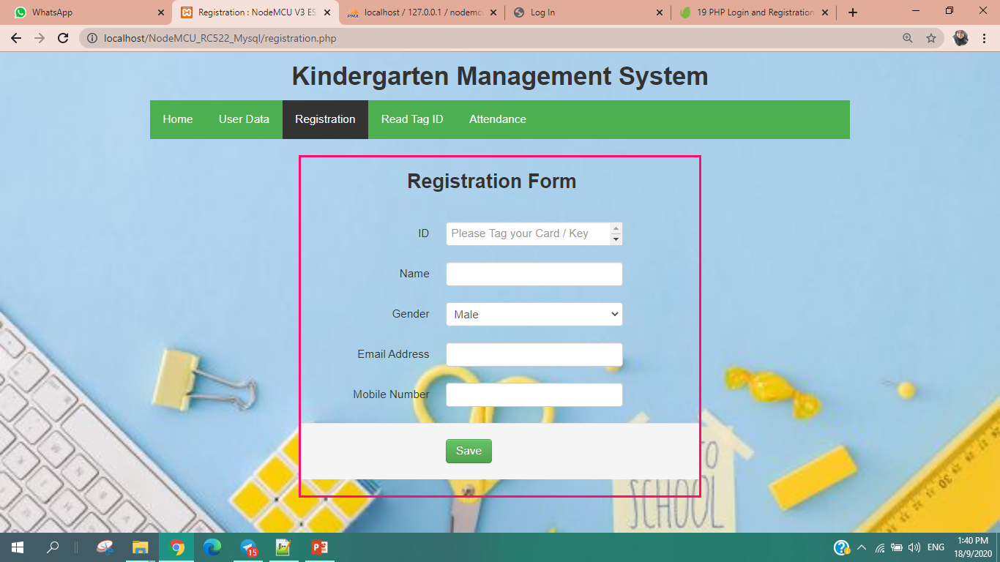 WhatsApp
Registration : NodeMCU V3 ES
PMA
localhost / 127.0.0.1 / nodemcu
Log In
19 PHP Login and Registration
localhost/NodeMCU_RC522_Mysql/registration.php
Kindergarten Management System
Home
User Data
Registration
Read Tag ID
Attendance
Registration Form
ID
Please Tag your Card / Key
Name
Gender
Male
Email Address
Mobile Number
Save
TO
SCHOOL
30
15
ENG
1:40 PM
18/9/2020